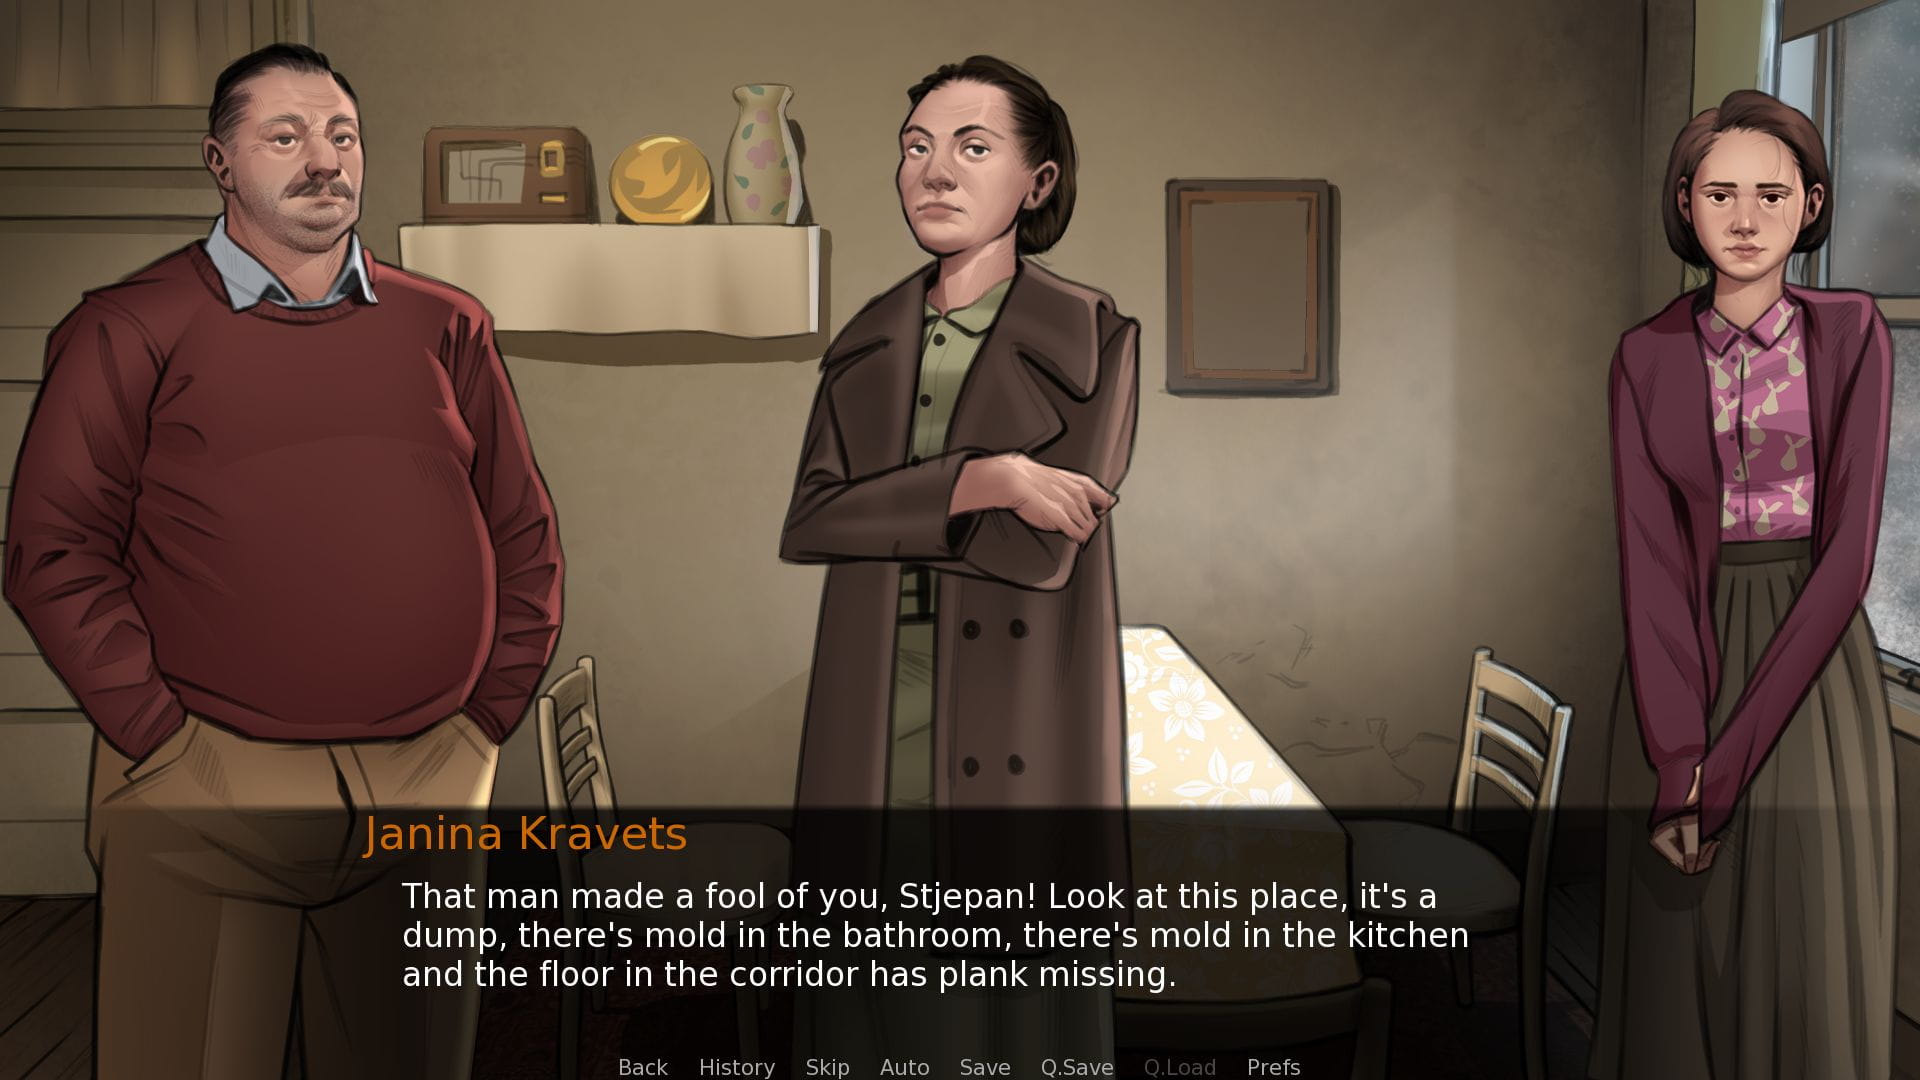 Janina Kravets
That man made a fool of you, Stjepan! Look at this place, it's a
dump, there's mold in the bathroom, there's mold in the kitchen
and the floor in the corridor has plank missing.
Back History Skip Auto Save Q.Save Q.Load Prefs